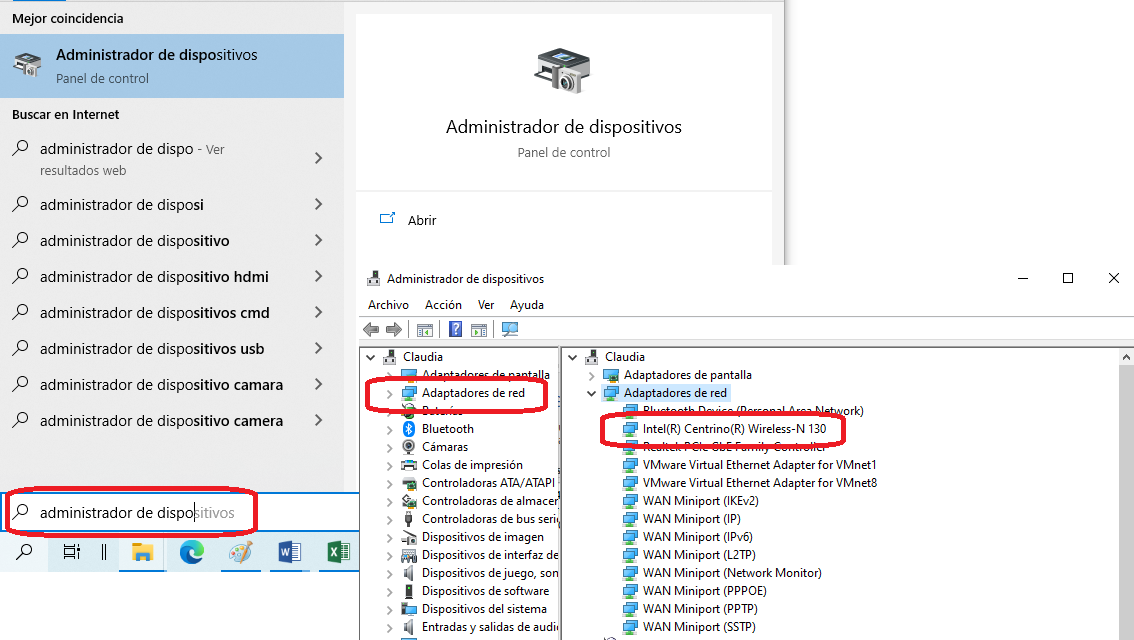 Mejor coincidencia
Administrador de dispositivos
Panel de control
Buscar en Internet
administrador de dispo - Ver
resultados web
administrador de disposi
administrador de dispositivo
administrador de dispositivo hdmi
administrador de dispositivos cmd
administrador de dispositivos usb
administrador de dispositivo camara
administrador de dispositivo camera
administrador de dispositivos
Administrador de dispositivos
Panel de control
Abrir
Administrador de dispositivos
Archivo Acción Ver Ayuda
Claudia
Adaptadores de pantalla
Adaptadores de red
Baterías
Bluetooth
Cámaras
Colas de impresión
Controladoras ATA/ATAPI
Controladoras de almacer
Controladoras de bus seri
Dispositivos de imagen
Dispositivos de interfaz de
Dispositivos de juego, son
Dispositivos de software
Dispositivos del sistema
Entradas y salidas de audi
Claudia
Adaptadores de pantalla
Adaptadores de red
Bluetooth Device (Personal Area Network)
Intel(R) Centrino(R) Wireless-N 130
Realtek PCIe GbE Family Controller
VMware Virtual Ethernet Adapter for VMnet1
VMware Virtual Ethernet Adapter for VMnet8
WAN Miniport (IKEv2)
WAN Miniport (IP)
WAN Miniport (IPv6)
WAN Miniport (L2TP)
WAN Miniport (Network Monitor)
WAN Miniport (PPPOE)
WAN Miniport (PPTP)
WAN Miniport (SSTP)